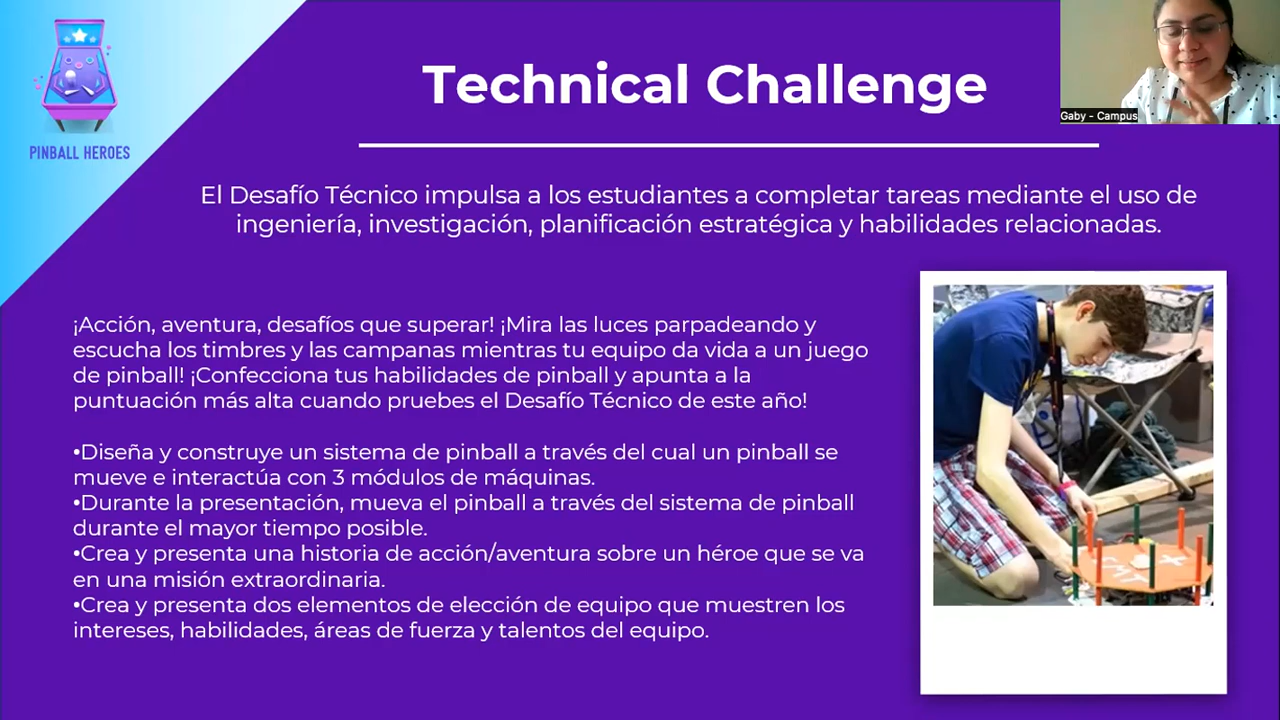 PINBALL HEROES
Technical Challenge
Gaby - Campus
El Desafío Técnico impulsa a los estudiantes a completar tareas mediante el uso de
ingeniería, investigación, planificación estratégica y habilidades relacionadas.
¡Acción, aventura, desafíos que superar! ¡Mira las luces parpadeando y
escucha los timbres y las campanas mientras tu equipo da vida a un juego
de pinball! ¡Confecciona tus habilidades de pinball y apunta a la
puntuación más alta cuando pruebes el Desafío Técnico de este año!
•Diseña y construye un sistema de pinball a través del cual un pinball se
mueve e interactúa con 3 módulos de máquinas.
•Durante la presentación, mueva el pinball a través del sistema de pinball
durante el mayor tiempo posible.
•Crea y presenta una historia de acción/aventura sobre un héroe que se va
en una misión extraordinaria.
•Crea y presenta dos elementos de elección de equipo que muestren los
intereses, habilidades, áreas de fuerza y talentos del equipo.